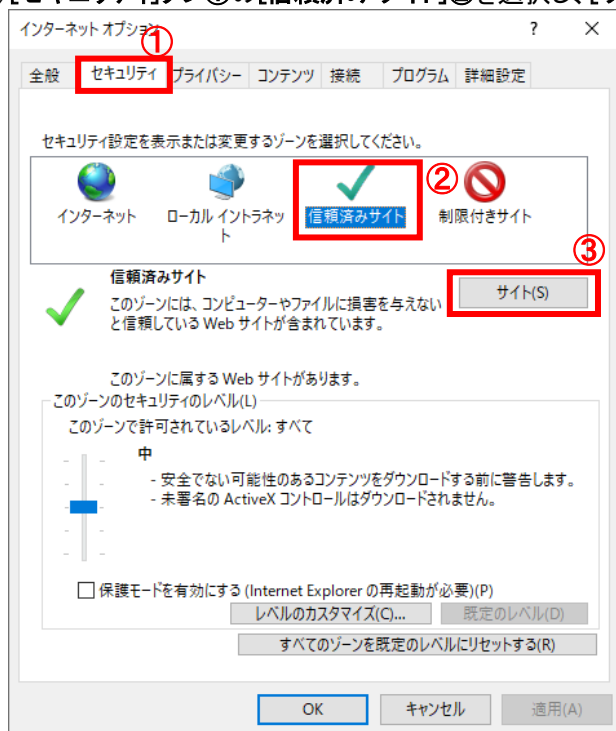 インターネット オプション
? ×
①
全般 セキュリティ プライバシー コンテンツ 接続 プログラム 詳細設定
セキュリティ設定を表示または変更するゾーンを選択してください。
②
インターネット ローカル イントラネット 信頼済みサイト 制限付きサイト
③
信頼済みサイト
サイト(S)
このゾーンには、コンピューターやファイルに損害を与えない
と信頼している Web サイトが含まれています。
このゾーンに属する Web サイトがあります。
このゾーンのセキュリティのレベル(L)
このゾーンで許可されているレベル: すべて
中
- 安全でない可能性のあるコンテンツをダウンロードする前に警告します。
- 未署名の ActiveX コントロールはダウンロードされません。
保護モードを有効にする (Internet Explorer の再起動が必要)(P)
レベルのカスタマイズ(C)... 既定のレベル(D)
すべてのゾーンを既定のレベルにリセットする(R)
OK キャンセル 適用(A)